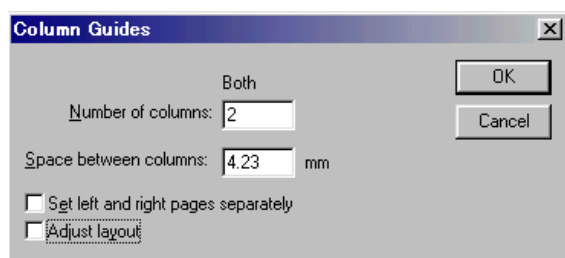 Column Guides
Both
OK
Number of columns: 2
Cancel
Space between columns: 4.23 mm
Set left and right pages separately
Adjust layout